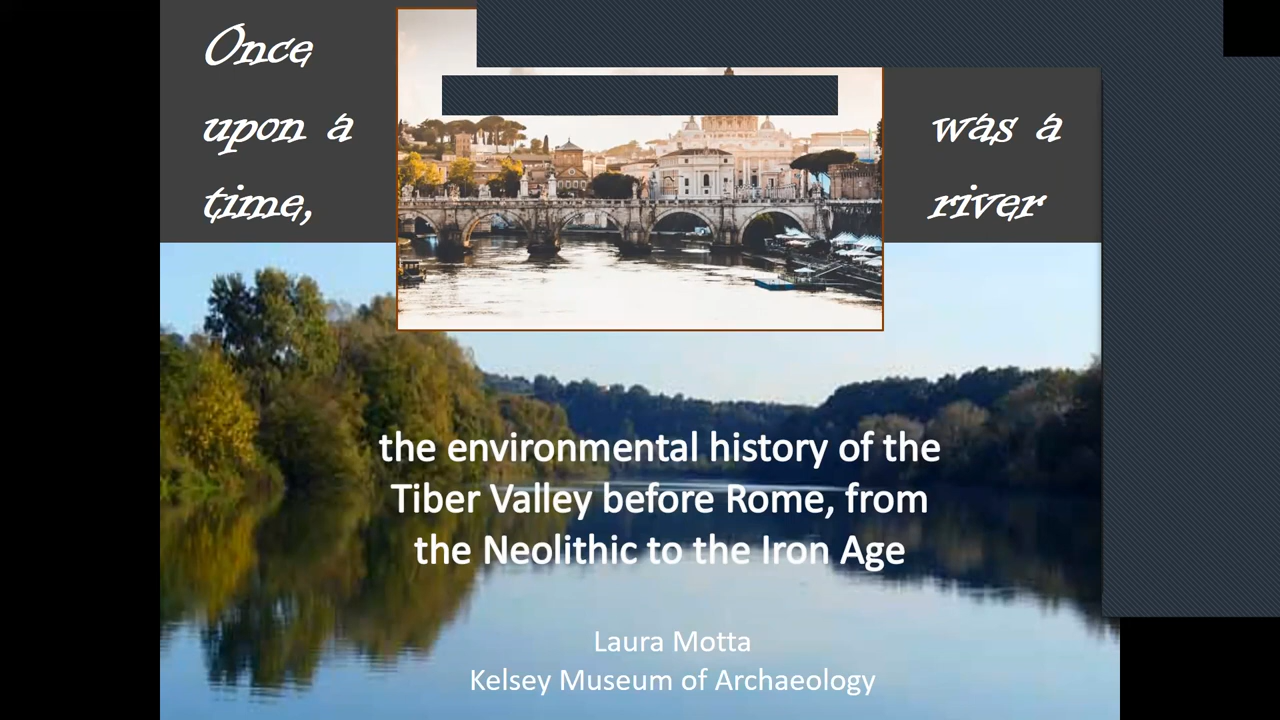 Once
upon a
time,
was a
river
the environmental history of the
Tiber Valley before Rome, from
the Neolithic to the Iron Age
Laura Motta
Kelsey Museum of Archaeology